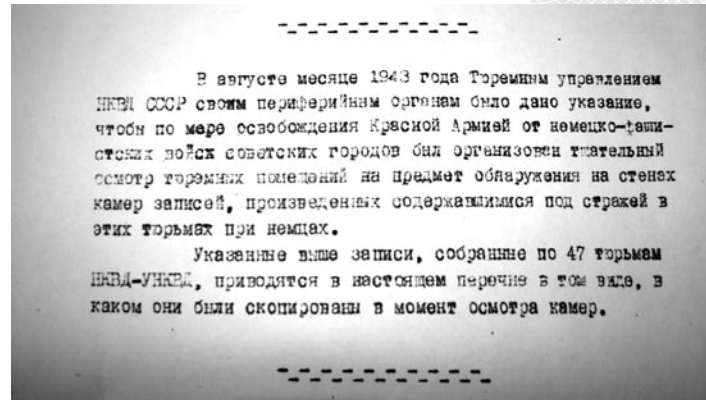 В августе месяце 1943 года Тюремным управлением
НКВД СССР своим периферийным органам было дано указание,
чтобы по мере освобождения Красной Армией от немецко-фаши-
стских войск советских городов был организован тщательный
осмотр тюремных помещений на предмет обнаружения на стенах
камер записей, произведенных содержавшимися под стражей в
этих тюрьмах при немцах.
Указанные выше записи, собранные по 47 тюрьмам
НКВД-УНКВД, приводятся в настоящем перечне в том виде, в
каком они были скопированы в момент осмотра камер.